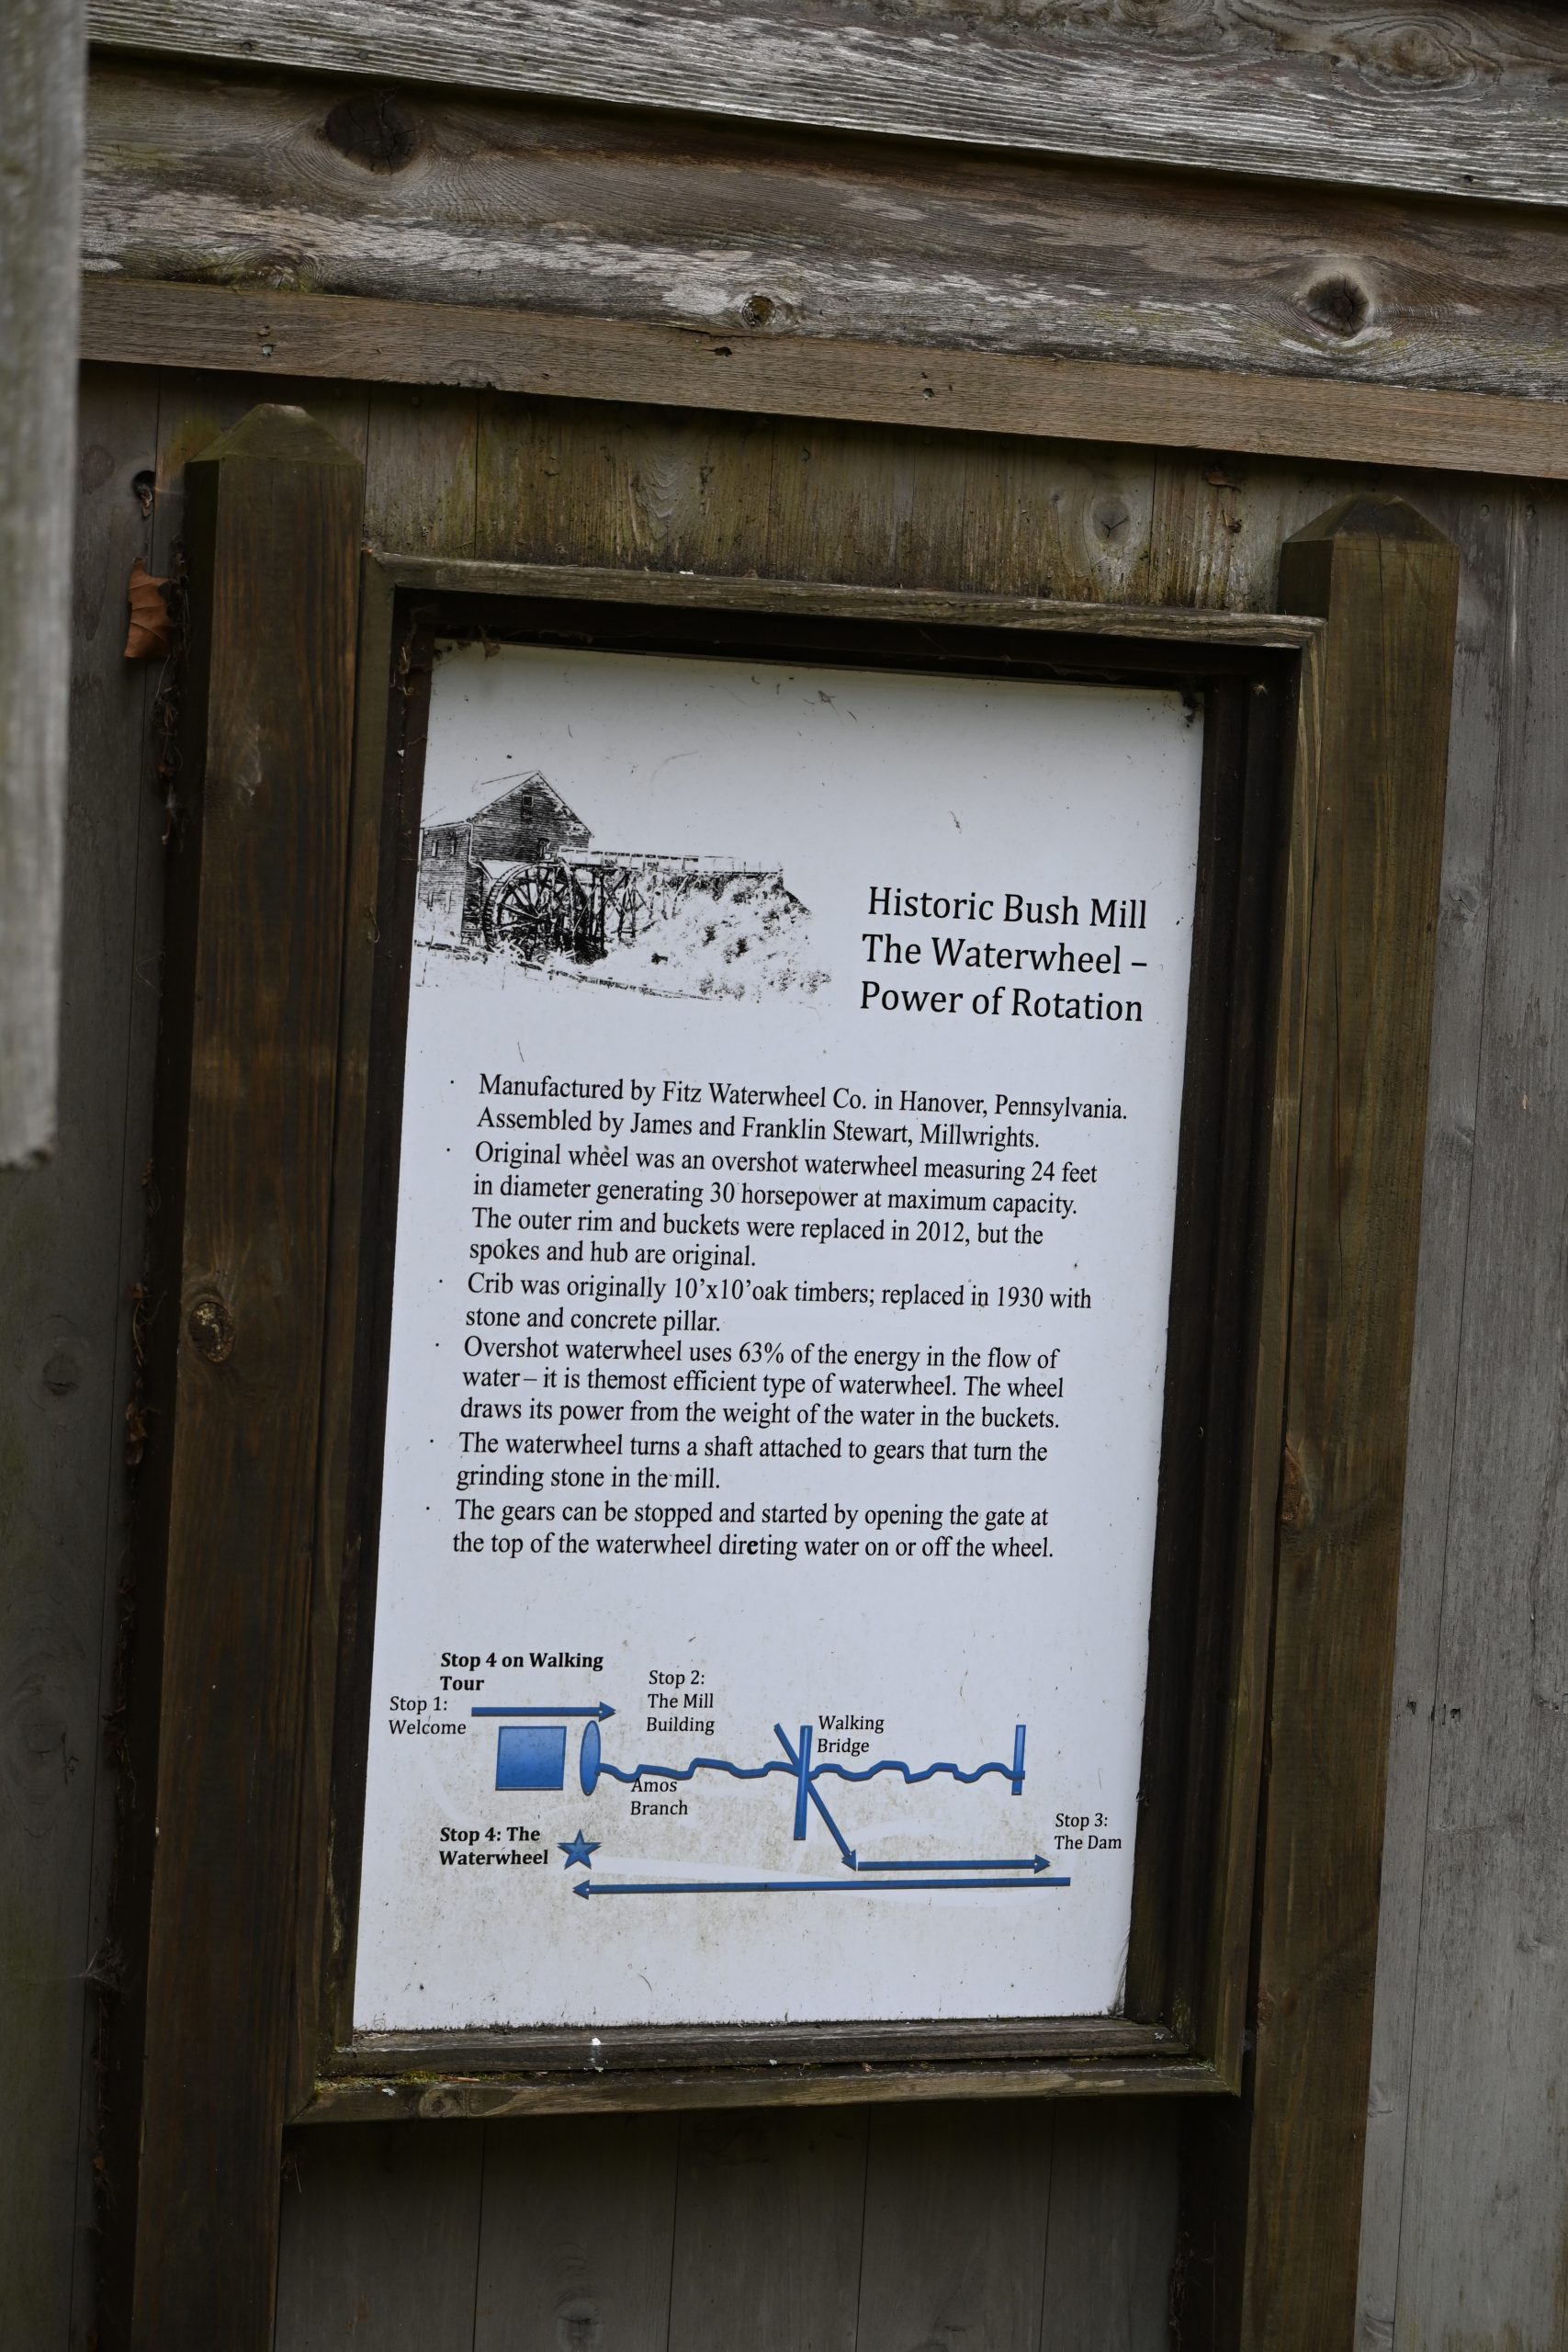 Historic Bush Mill
The Waterwheel –
Power of Rotation
· Manufactured by Fitz Waterwheel Co. in Hanover, Pennsylvania.
Assembled by James and Franklin Stewart, Millwrights.
· Original wheel was an overshot waterwheel measuring 24 feet
in diameter generating 30 horsepower at maximum capacity.
The outer rim and buckets were replaced in 2012, but the
spokes and hub are original.
· Crib was originally 10’x10’oak timbers; replaced in 1930 with
stone and concrete pillar.
· Overshot waterwheel uses 63% of the energy in the flow of
water – it is themost efficient type of waterwheel. The wheel
draws its power from the weight of the water in the buckets.
· The waterwheel turns a shaft attached to gears that turn the
grinding stone in the mill.
· The gears can be stopped and started by opening the gate at
the top of the waterwheel direting water on or off the wheel.
Stop 4 on Walking
Tour
Stop 1:
Welcome
Stop 2:
The Mill
Building
Walking
Bridge
Amos
Branch
Stop 3:
The Dam
Stop 4: The
Waterwheel